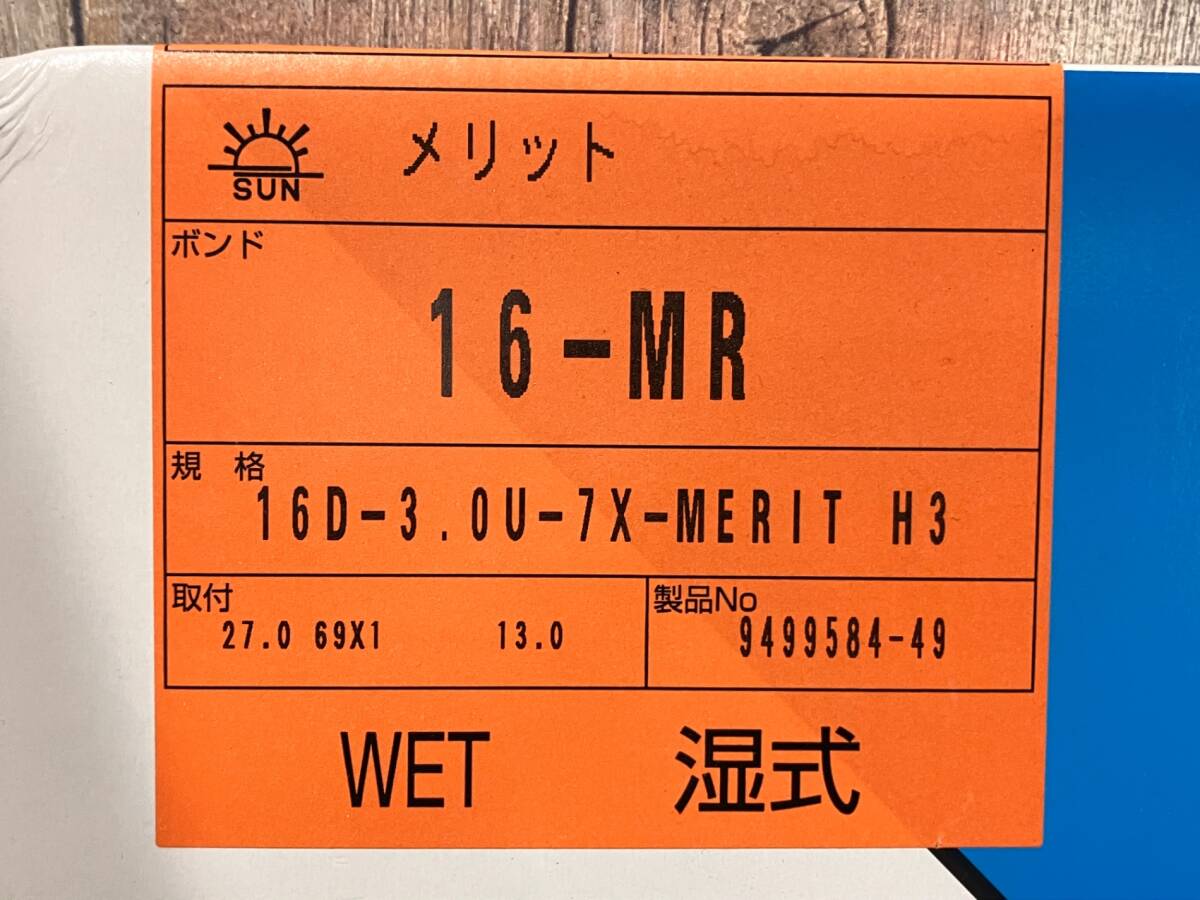 SUN
メリット
ボンド
16-MR
規 格
16D-3.0U-7X-MERIT H3
取付
27.0 69X1 13.0
製品No
9499584-49
WET 湿式